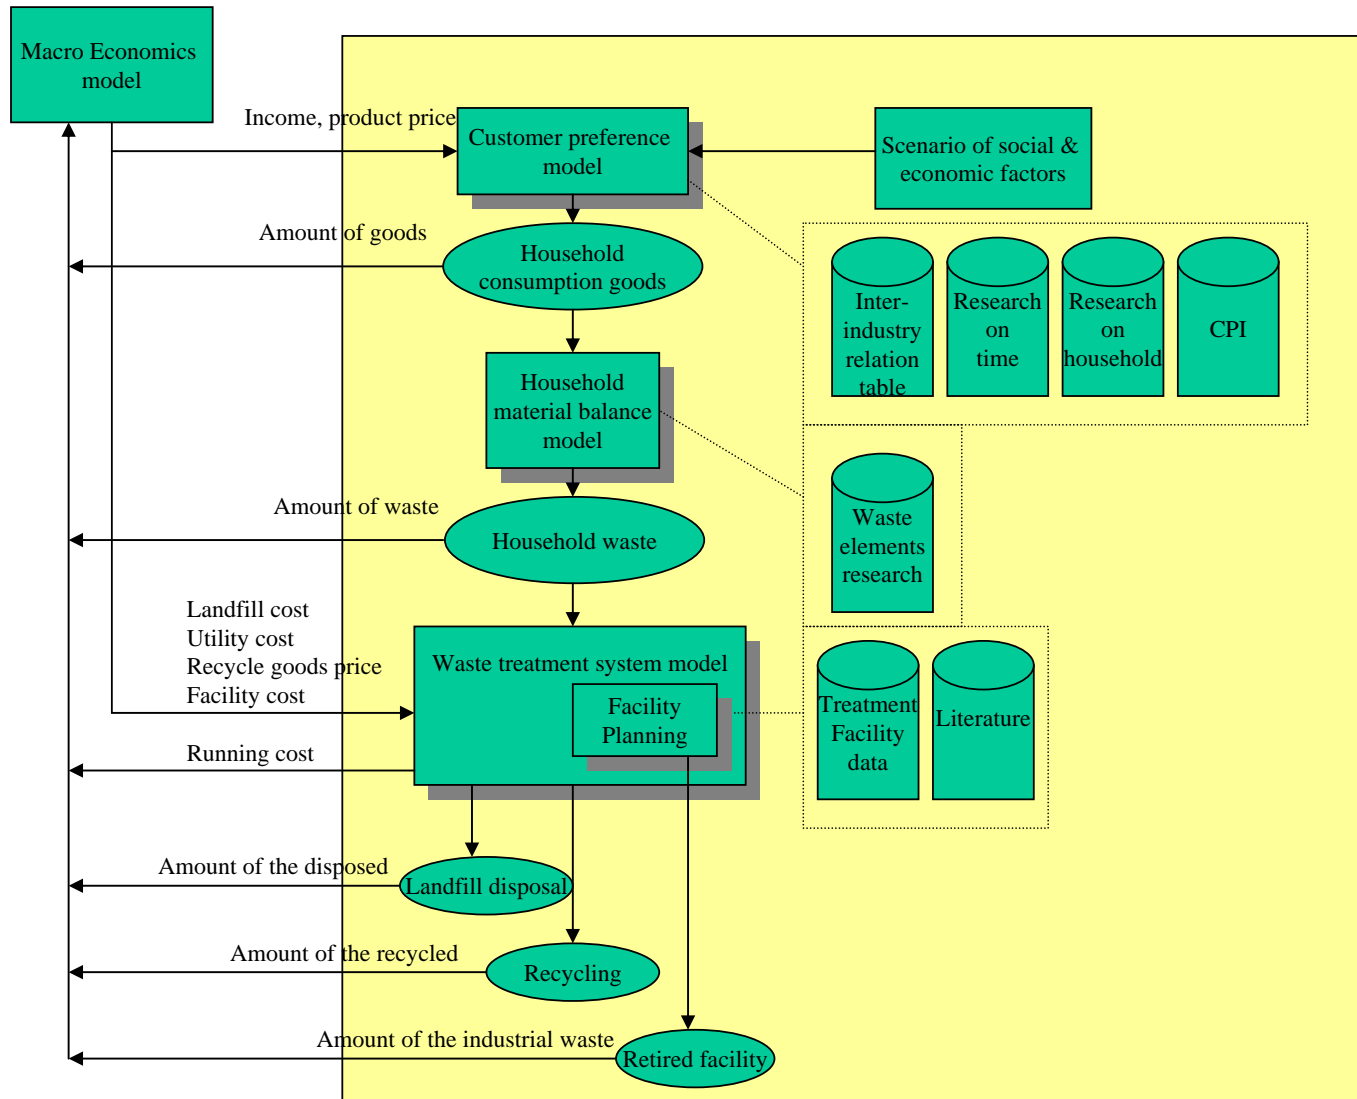 Macro Economics
model
Income, product price
Customer preference
model
Scenario of social &
economic factors
Amount of goods
Household
consumption goods
Inter-
industry
relation
table
Research
on
time
Research
on
household
CPI
Household
material balance
model
Amount of waste
Household waste
Waste
elements
research
Landfill cost
Utility cost
Recycle goods price
Facility cost
Waste treatment system model
Facility
Planning
Treatment
Facility
data
Literature
Running cost
Amount of the disposed
Landfill disposal
Amount of the recycled
Recycling
Amount of the industrial waste
Retired facility